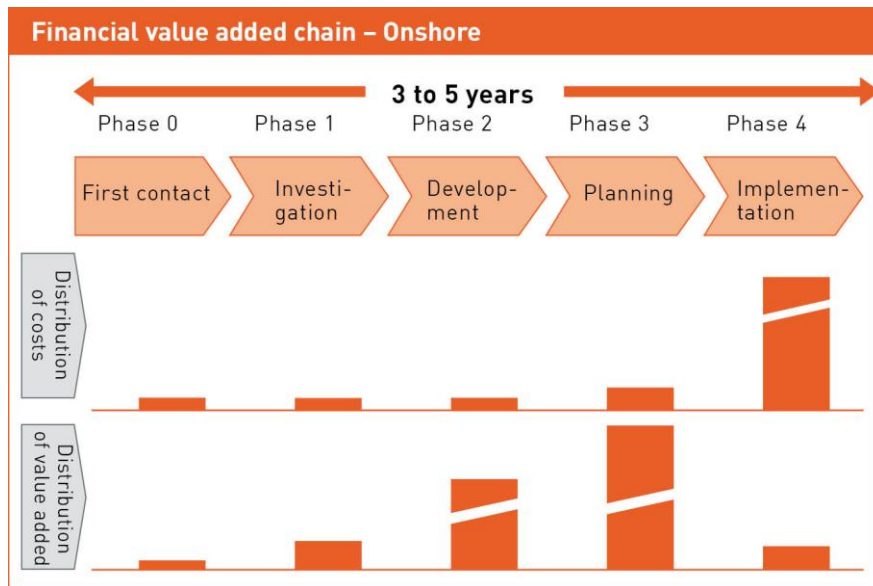 Financial value added chain – Onshore
3 to 5 years
Phase 0
Phase 1
Phase 2
Phase 3
Phase 4
First contact
Investi-
gation
Develop-
ment
Planning
Implemen-
tation
Distribution
of costs
Distribution
of value added